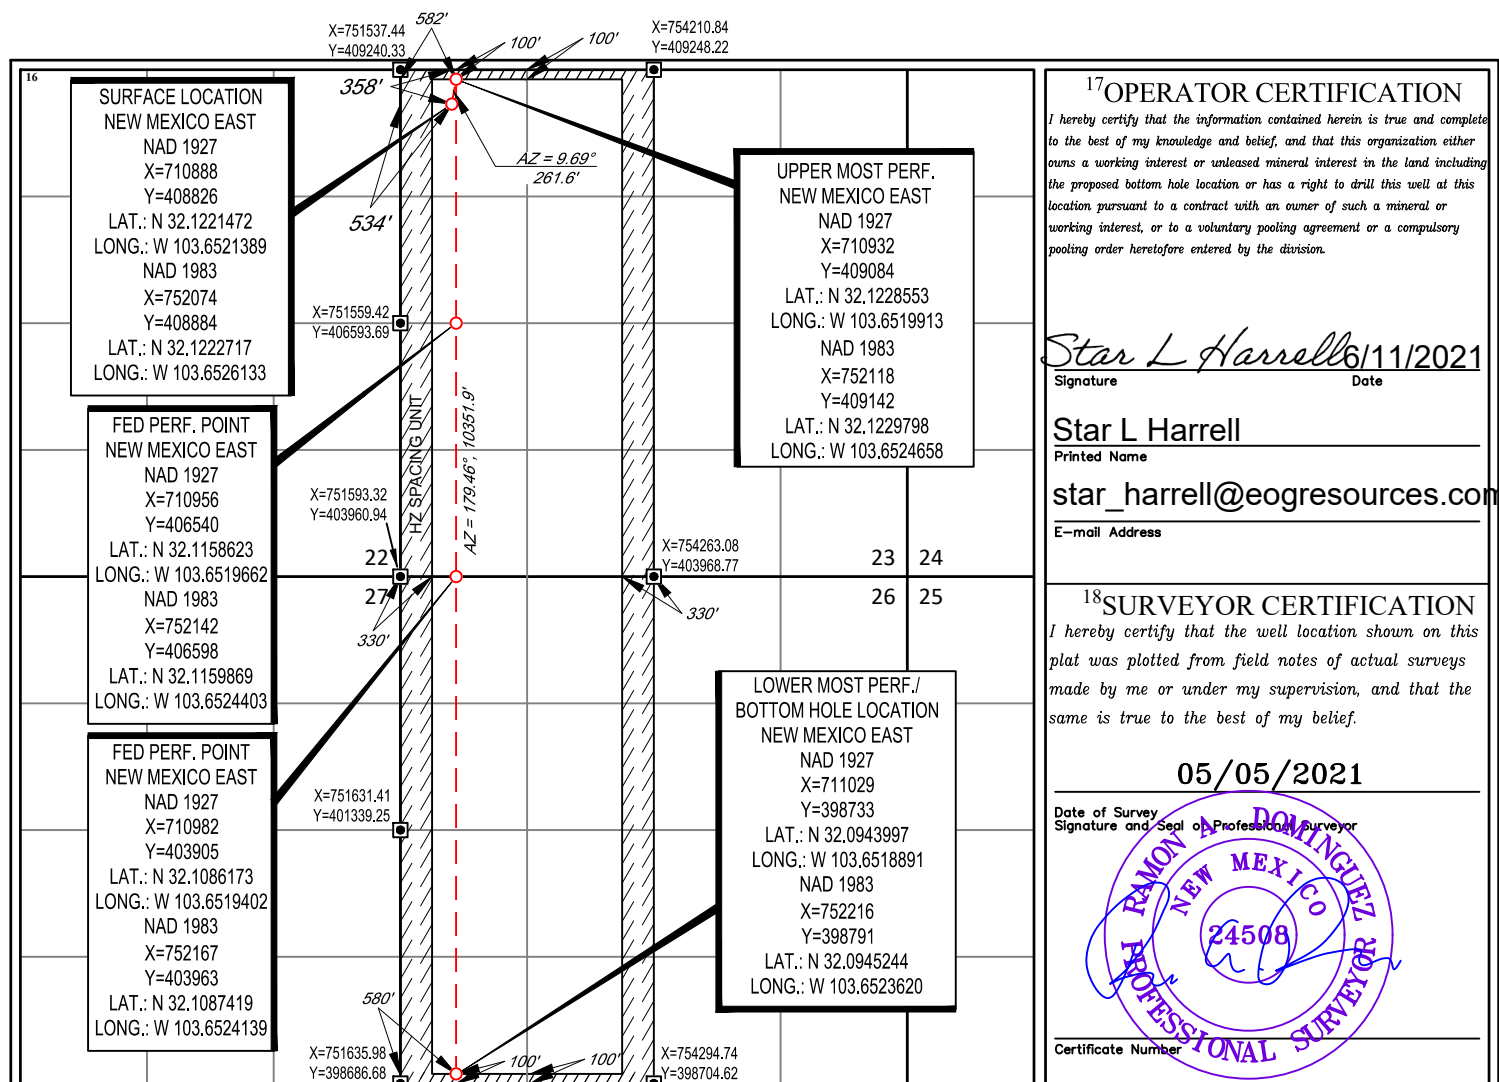 16
X=751537.44
Y=409240.33
582'
100'
100'
X=754210.84
Y=409248.22
358'
534'
AZ = 9.69°
261.6'
SURFACE LOCATION
NEW MEXICO EAST
NAD 1927
X=710888
Y=408826
LAT.: N 32.1221472
LONG.: W 103.6521389
NAD 1983
X=752074
Y=408884
LAT.: N 32.1222717
LONG.: W 103.6526133
UPPER MOST PERF.
NEW MEXICO EAST
NAD 1927
X=710932
Y=409084
LAT.: N 32.1228553
LONG.: W 103.6519913
NAD 1983
X=752118
Y=409142
LAT.: N 32.1229798
LONG.: W 103.6524658
X=751559.42
Y=406593.69
FED PERF. POINT
NEW MEXICO EAST
NAD 1927
X=710956
Y=406540
LAT.: N 32.1158623
LONG.: W 103.6519662
NAD 1983
X=752142
Y=406598
LAT.: N 32.1159869
LONG.: W 103.6524403
HZ SPACING UNIT
AZ = 179.46°, 10351.9'
X=751593.32
Y=403960.94
X=754263.08
Y=403968.77
22
23 24
27
26 25
330'
330'
FED PERF. POINT
NEW MEXICO EAST
NAD 1927
X=710982
Y=403905
LAT.: N 32.1086173
LONG.: W 103.6519402
NAD 1983
X=752167
Y=403963
LAT.: N 32.1087419
LONG.: W 103.6524139
X=751631.41
Y=401339.25
LOWER MOST PERF./
BOTTOM HOLE LOCATION
NEW MEXICO EAST
NAD 1927
X=711029
Y=398733
LAT.: N 32.0943997
LONG.: W 103.6518891
NAD 1983
X=752216
Y=398791
LAT.: N 32.0945244
LONG.: W 103.6523620
580'
X=751635.98
Y=398686.68
100'
100'
X=754294.74
Y=398704.62
17OPERATOR CERTIFICATION
I hereby certify that the information contained herein is true and complete
to the best of my knowledge and belief, and that this organization either
owns a working interest or unleased mineral interest in the land including
the proposed bottom hole location or has a right to drill this well at this
location pursuant to a contract with an owner of such a mineral or
working interest, or to a voluntary pooling agreement or a compulsory
pooling order heretofore entered by the division.
Star L Harrell 6/11/2021
Signature Date
Star L Harrell
Printed Name
star_harrell@eogresources.com
E-mail Address
18SURVEYOR CERTIFICATION
I hereby certify that the well location shown on this
plat was plotted from field notes of actual surveys
made by me or under my supervision, and that the
same is true to the best of my belief.
05/05/2021
Date of Survey
Signature and Seal of Professional Surveyor
RAMON A. DOMINGUEZ
NEW MEXICO
24508
PROFESSIONAL SURVEYOR
Certificate Number